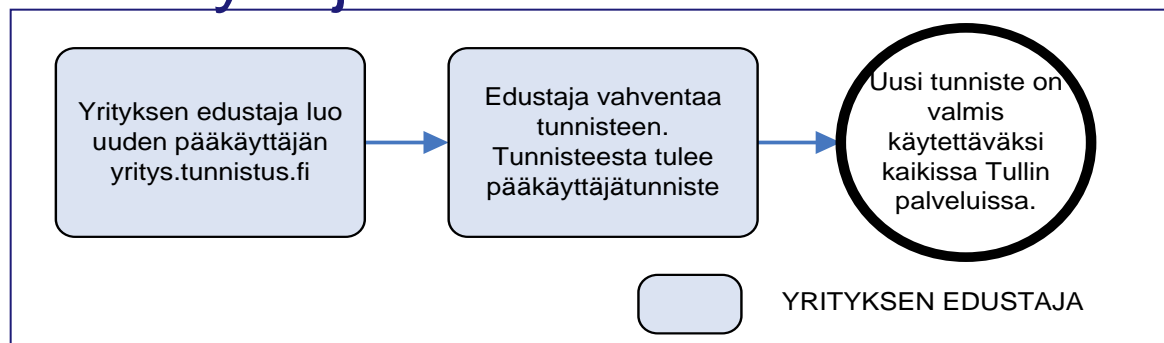 Yrityksen edustaja luo
uuden pääkäyttäjän
yritys.tunnistus.fi
Edustaja vahventaa
tunnisteen.
Tunnisteesta tulee
pääkäyttäjätunniste
Uusi tunniste on
valmis
käytettäväksi
kaikissa Tullin
palveluissa.
YRITYKSEN EDUSTAJA